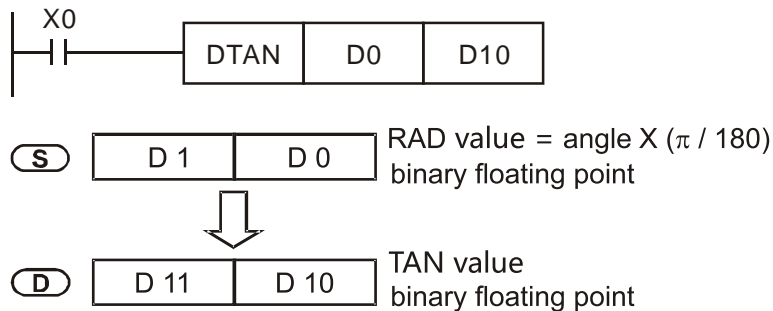 X0
DTAN D0 D10
S D 1 D 0 RAD value = angle X (π / 180)
binary floating point
D D 11 D 10 TAN value
binary floating point